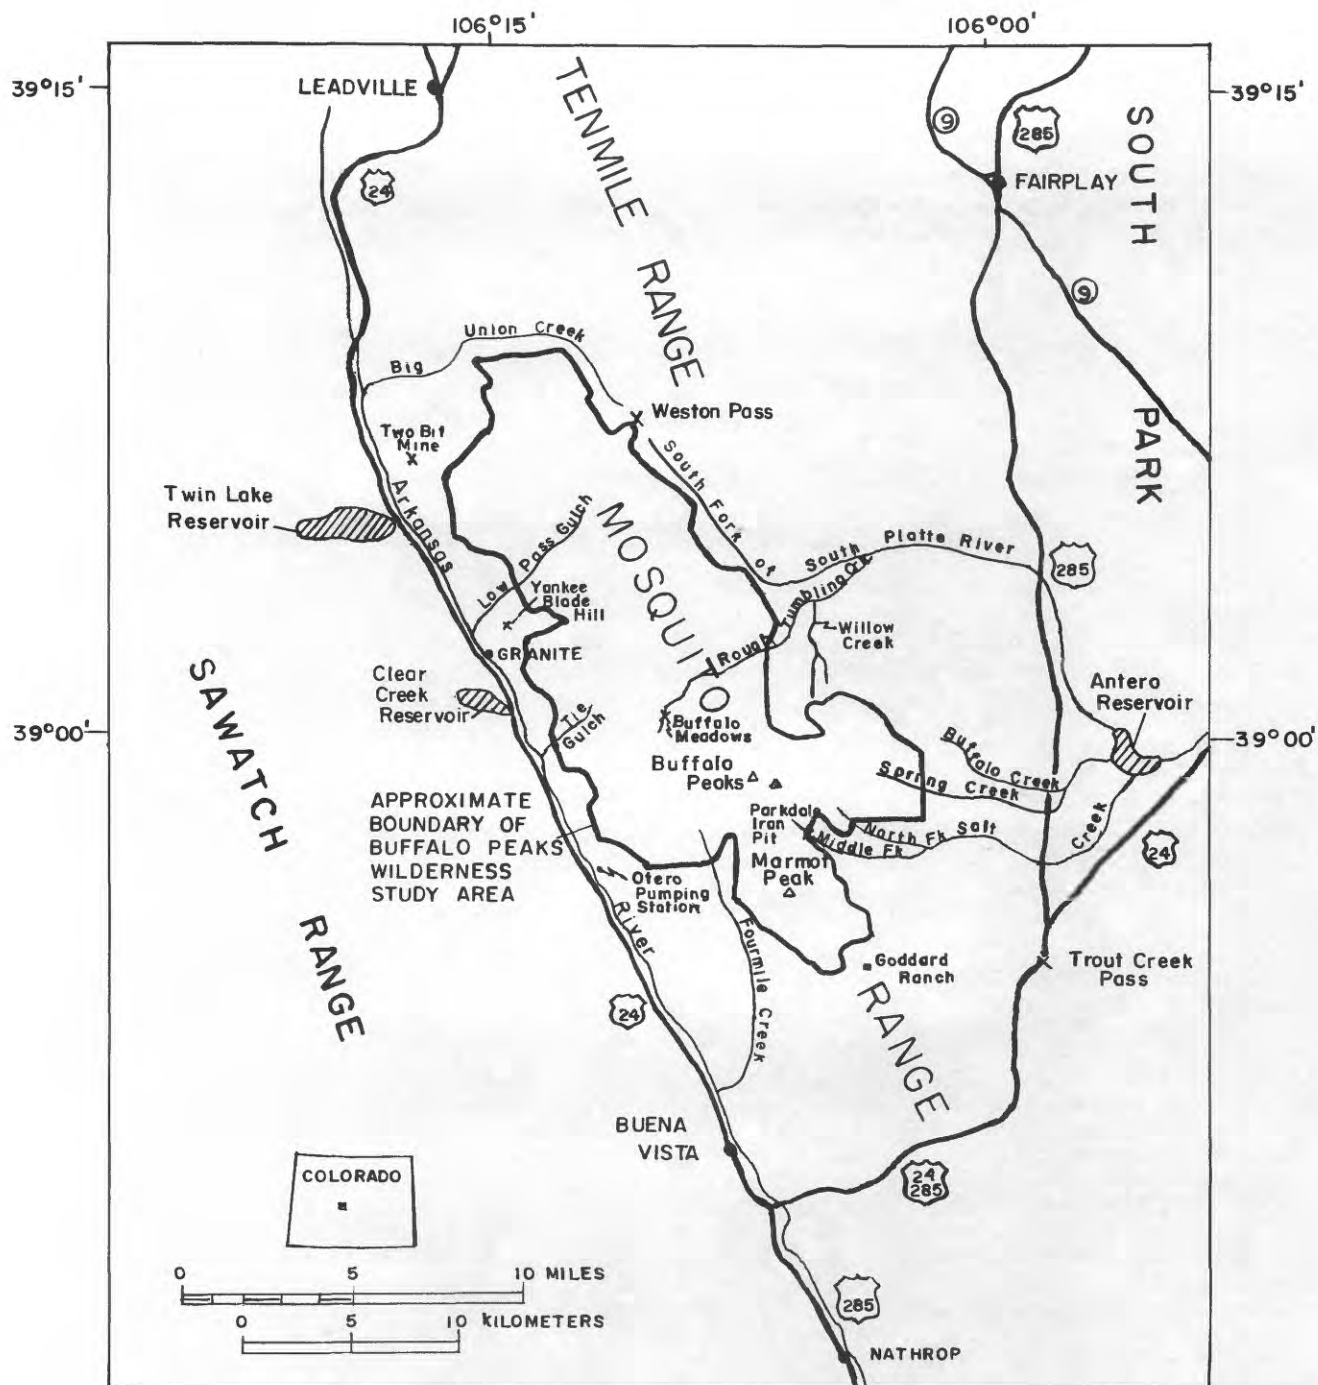 106°15'
106°00'
39°15'
LEADVILLE
TENMILE RANGE
9
285
SOUTH
39°15'
24
FAIRPLAY
9
Big Union Creek
Weston Pass
PARK
Two Bit
Mine
South Fork of South Platte River
Twin Lake
Reservoir
Arkansas
Low Pass Gulch
MOSQUI
285
Yankee
Blade
Hill
Rough Tumbling Crk
Willow
Creek
GRANITE
SAWATCH
Clear
Creek
Reservoir
Antero
Reservoir
39°00'
Tie
Gulch
Buffalo
Meadows
Buffalo Creek
39°00'
Buffalo
Peaks
Spring Creek
APPROXIMATE
BOUNDARY OF
BUFFALO PEAKS
WILDERNESS
STUDY AREA
Parkdale
Iran
Pit
North Fk Salt
Creek
Middle Fk
24
Marmot
Peak
Otero
Pumping
Station
River
RANGE
Fourmile Creek
Goddard
Ranch
Trout Creek
Pass
24
RANGE
BUENA
VISTA
24
285
COLORADO
0 5 10 MILES
0 5 10 kILOMETERS
285
NATHROP